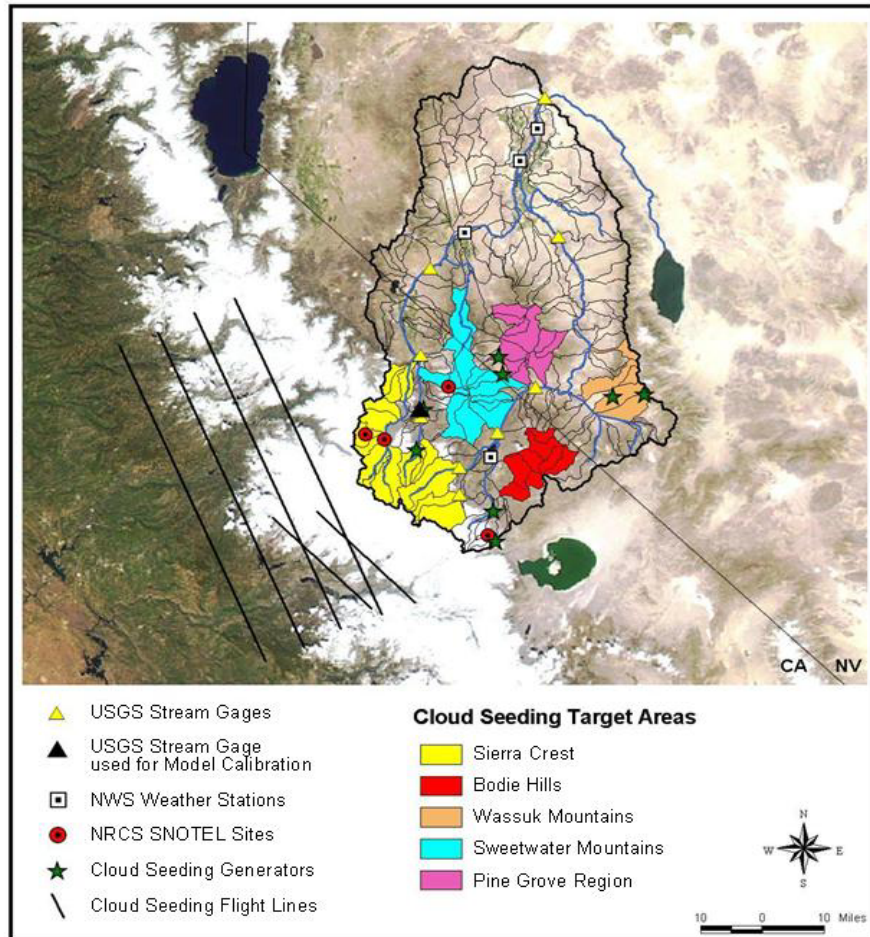 CA NV
USGS Stream Gages
USGS Stream Gage
used for Model Calibration
NWS Weather Stations
NRCS SNOTEL Sites
Cloud Seeding Generators
Cloud Seeding Flight Lines
Cloud Seeding Target Areas
Sierra Crest
Bodie Hills
Wassuk Mountains
Sweetwater Mountains
Pine Grove Region
N
W E
S
10 0 10 Miles